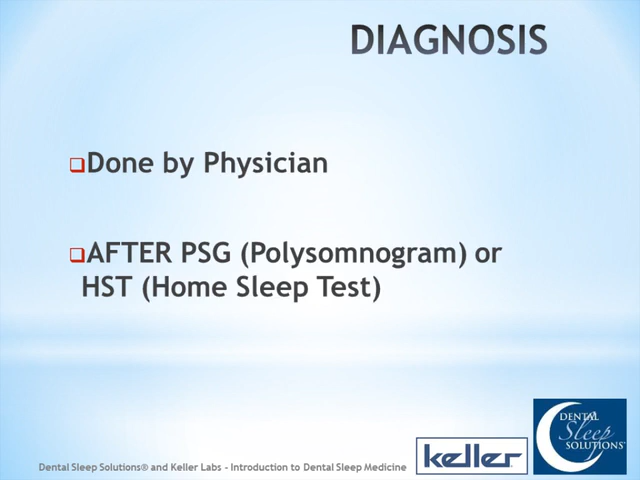 DIAGNOSIS
Done by Physician
AFTER PSG (Polysomnogram) or
HST (Home Sleep Test)
Dental Sleep Solutions® and Keller Labs - Introduction to Dental Sleep Medicine
keller
DENTAL
Sleep
SOLUTIONS